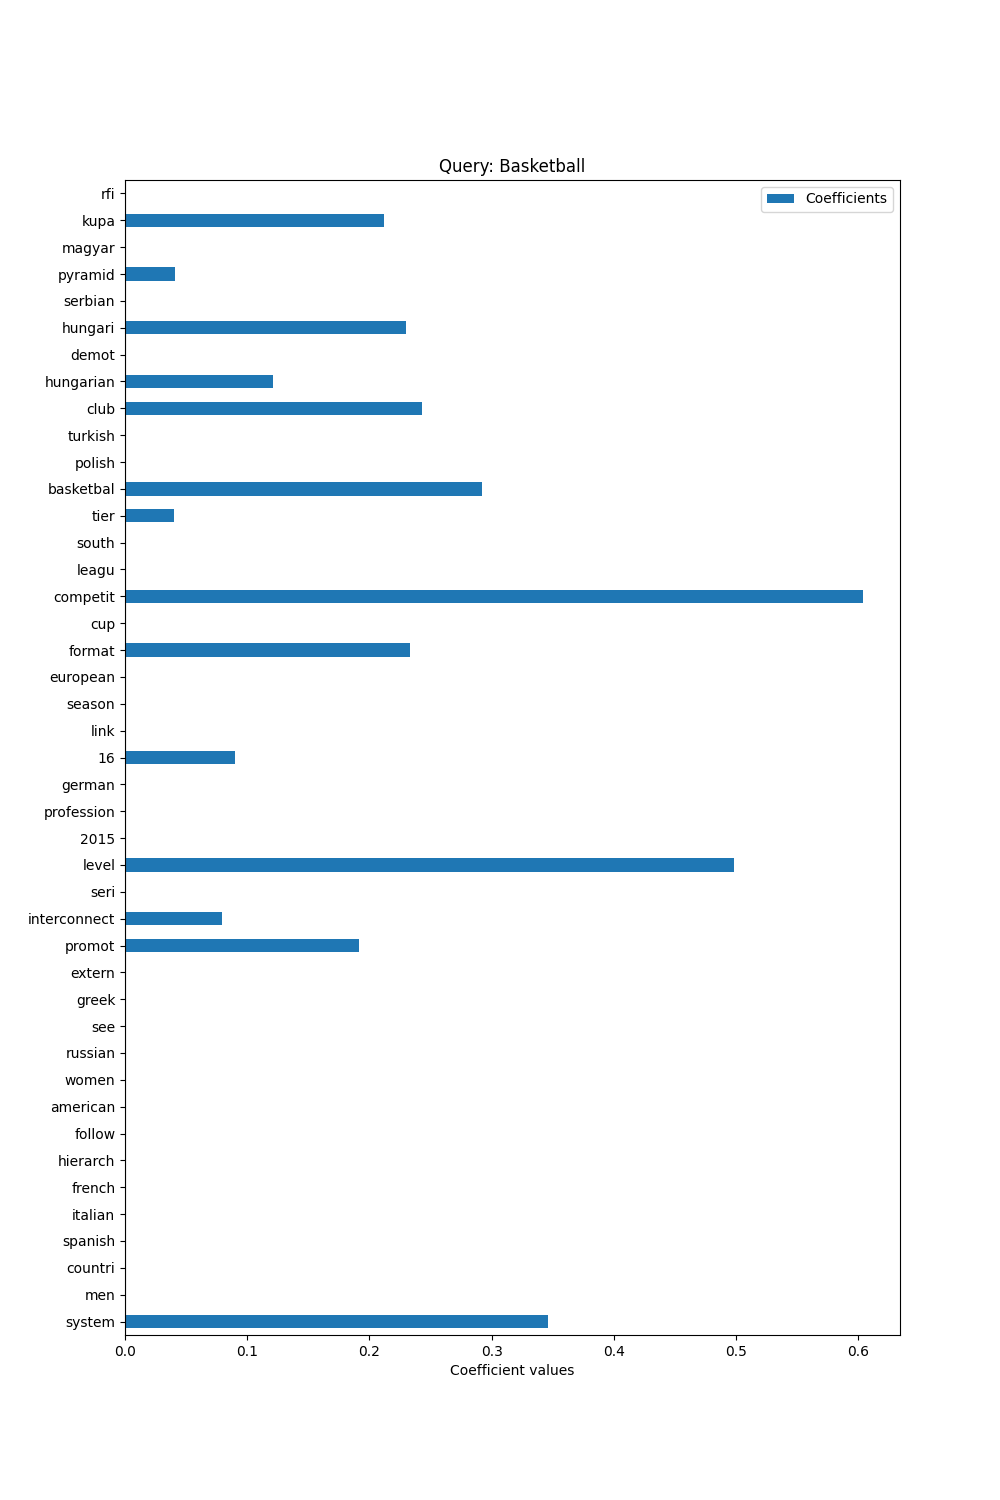 Query: Basketball
Coefficients
rfi
kupa
magyar
pyramid
serbian
hungari
demot
hungarian
club
turkish
polish
basketbal
tier
south
leagu
competit
cup
format
european
season
link
16
german
profession
2015
level
seri
interconnect
promot
extern
greek
see
russian
women
american
follow
hierarch
french
italian
spanish
countri
men
system
0.0 0.1 0.2 0.3 0.4 0.5 0.6
Coefficient values